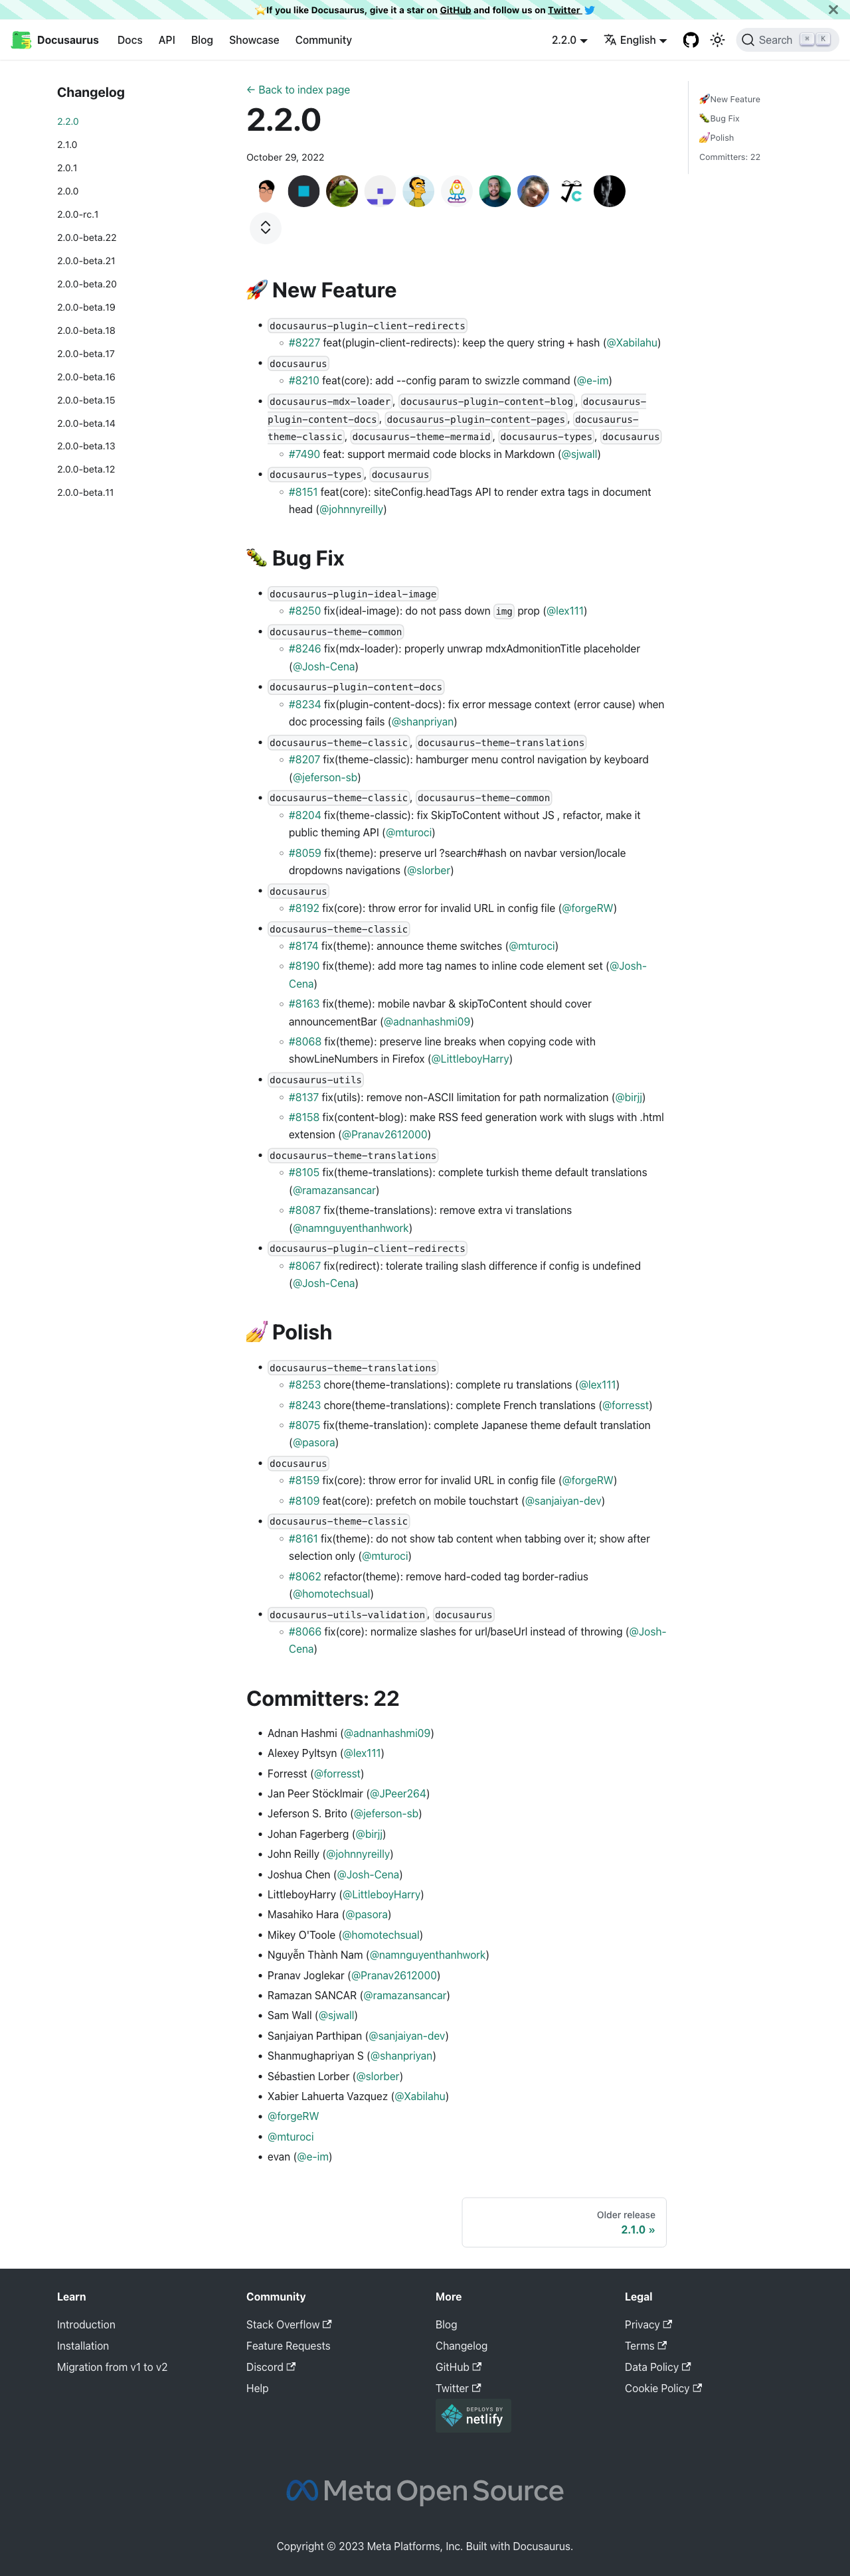 ⭐️If you like Docusaurus, give it a star on GitHub and follow us on Twitter
Docusaurus Docs API Blog Showcase Community 2.2.0 English Search ⌘ K
Changelog
2.2.0
2.1.0
2.0.1
2.0.0
2.0.0-rc.1
2.0.0-beta.22
2.0.0-beta.21
2.0.0-beta.20
2.0.0-beta.19
2.0.0-beta.18
2.0.0-beta.17
2.0.0-beta.16
2.0.0-beta.15
2.0.0-beta.14
2.0.0-beta.13
2.0.0-beta.12
2.0.0-beta.11
← Back to index page
2.2.0
October 29, 2022
🚀 New Feature
docusaurus-plugin-client-redirects
#8227 feat(plugin-client-redirects): keep the query string + hash (@Xabilahu)
docusaurus
#8210 feat(core): add --config param to swizzle command (@e-im)
docusaurus-mdx-loader, docusaurus-plugin-content-blog, docusaurus-
plugin-content-docs, docusaurus-plugin-content-pages, docusaurus-
theme-classic, docusaurus-theme-mermaid, docusaurus-types, docusaurus
#7490 feat: support mermaid code blocks in Markdown (@sjwall)
docusaurus-types, docusaurus
#8151 feat(core): siteConfig.headTags API to render extra tags in document
head (@johnnyreilly)
🐛 Bug Fix
docusaurus-plugin-ideal-image
#8250 fix(ideal-image): do not pass down img prop (@lex111)
docusaurus-theme-common
#8246 fix(mdx-loader): properly unwrap mdxAdmonitionTitle placeholder
(@Josh-Cena)
docusaurus-plugin-content-docs
#8234 fix(plugin-content-docs): fix error message context (error cause) when
doc processing fails (@shanpriyan)
docusaurus-theme-classic, docusaurus-theme-translations
#8207 fix(theme-classic): hamburger menu control navigation by keyboard
(@jeferson-sb)
docusaurus-theme-classic, docusaurus-theme-common
#8204 fix(theme-classic): fix SkipToContent without JS , refactor, make it
public theming API (@mturoci)
#8059 fix(theme): preserve url ?search#hash on navbar version/locale
dropdowns navigations (@slorber)
docusaurus
#8192 fix(core): throw error for invalid URL in config file (@forgeRW)
docusaurus-theme-classic
#8174 fix(theme): announce theme switches (@mturoci)
#8190 fix(theme): add more tag names to inline code element set (@Josh-
Cena)
#8163 fix(theme): mobile navbar & skipToContent should cover
announcementBar (@adnanhashmi09)
#8068 fix(theme): preserve line breaks when copying code with
showLineNumbers in Firefox (@LittleboyHarry)
docusaurus-utils
#8137 fix(utils): remove non-ASCII limitation for path normalization (@birjj)
#8158 fix(content-blog): make RSS feed generation work with slugs with .html
extension (@Pranav2612000)
docusaurus-theme-translations
#8105 fix(theme-translations): complete turkish theme default translations
(@ramazansancar)
#8087 fix(theme-translations): remove extra vi translations
(@namnguyenthanhwork)
docusaurus-plugin-client-redirects
#8067 fix(redirect): tolerate trailing slash difference if config is undefined
(@Josh-Cena)
💅 Polish
docusaurus-theme-translations
#8253 chore(theme-translations): complete ru translations (@lex111)
#8243 chore(theme-translations): complete French translations (@forresst)
#8075 fix(theme-translation): complete Japanese theme default translation
(@pasora)
docusaurus
#8159 fix(core): throw error for invalid URL in config file (@forgeRW)
#8109 feat(core): prefetch on mobile touchstart (@sanjaiyan-dev)
docusaurus-theme-classic
#8161 fix(theme): do not show tab content when tabbing over it; show after
selection only (@mturoci)
#8062 refactor(theme): remove hard-coded tag border-radius
(@homotechsual)
docusaurus-utils-validation, docusaurus
#8066 fix(core): normalize slashes for url/baseUrl instead of throwing (@Josh-
Cena)
Committers: 22
Adnan Hashmi (@adnanhashmi09)
Alexey Pyltsyn (@lex111)
Forresst (@forresst)
Jan Peer Stöcklmair (@JPeer264)
Jeferson S. Brito (@jeferson-sb)
Johan Fagerberg (@birjj)
John Reilly (@johnnyreilly)
Joshua Chen (@Josh-Cena)
LittleboyHarry (@LittleboyHarry)
Masahiko Hara (@pasora)
Mikey O'Toole (@homotechsual)
Nguyễn Thành Nam (@namnguyenthanhwork)
Pranav Joglekar (@Pranav2612000)
Ramazan SANCAR (@ramazansancar)
Sam Wall (@sjwall)
Sanjaiyan Parthipan (@sanjaiyan-dev)
Shanmughapriyan S (@shanpriyan)
Sébastien Lorber (@slorber)
Xabier Lahuerta Vazquez (@Xabilahu)
@forgeRW
@mturoci
evan (@e-im)
Older release
2.1.0 »
🚀New Feature
🐛Bug Fix
💅Polish
Committers: 22
Learn
Introduction
Installation
Migration from v1 to v2
Community
Stack Overflow
Feature Requests
Discord
Help
More
Blog
Changelog
GitHub
Twitter
DEPLOYS BY
netlify
Legal
Privacy
Terms
Data Policy
Cookie Policy
Meta Open Source
Copyright © 2023 Meta Platforms, Inc. Built with Docusaurus.